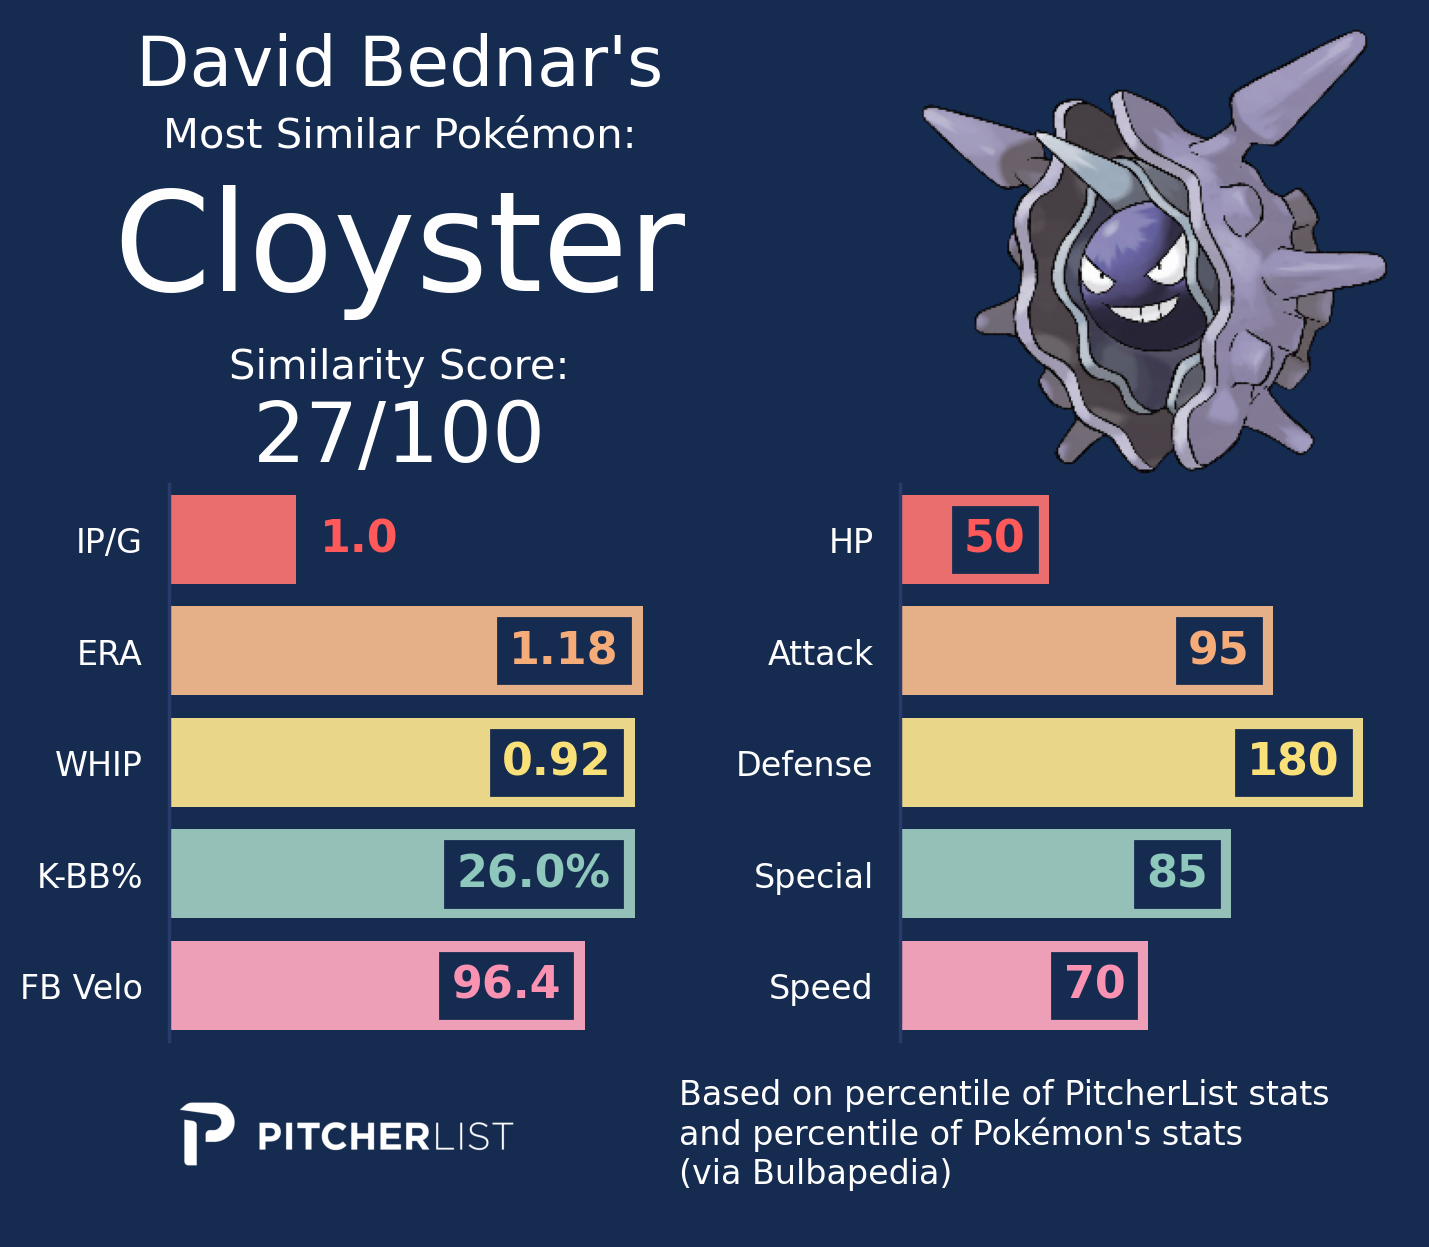 David Bednar's
Most Similar Pokémon:
Cloyster
Similarity Score:
27/100
IP/G 1.0
ERA 1.18
WHIP 0.92
K-BB% 26.0%
FB Velo 96.4
HP 50
Attack 95
Defense 180
Special 85
Speed 70
PITCHERLIST
Based on percentile of PitcherList stats
and percentile of Pokémon's stats
(via Bulbapedia)